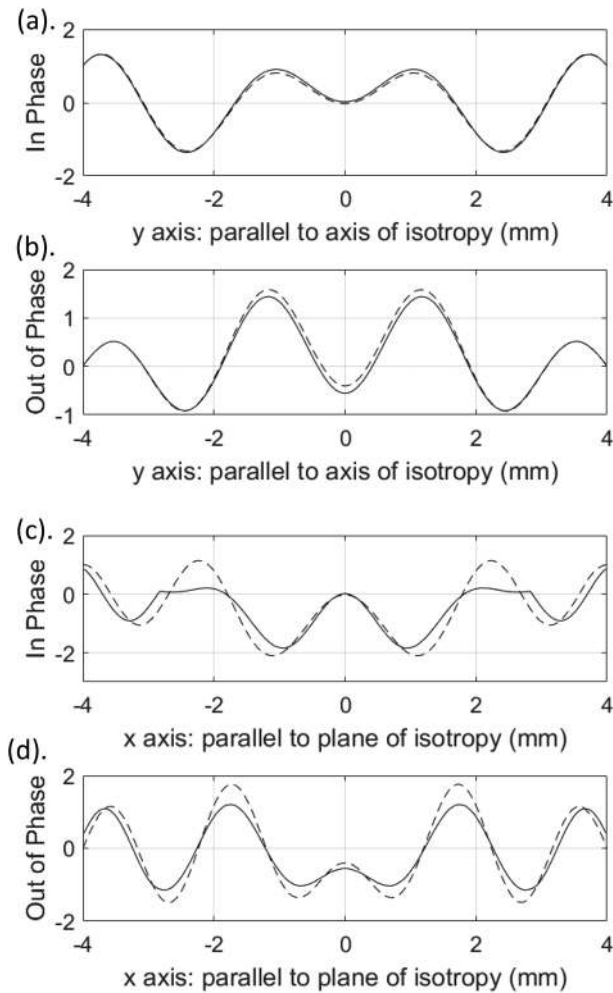 (a).
2
0
-2
In Phase
-4 -2 0 2 4
y axis: parallel to axis of isotropy (mm)
(b).
2
1
0
-1
Out of Phase
-4 -2 0 2 4
y axis: parallel to axis of isotropy (mm)
(c).
2
0
-2
In Phase
-4 -2 0 2 4
x axis: parallel to plane of isotropy (mm)
(d).
2
0
-2
Out of Phase
-4 -2 0 2 4
x axis: parallel to plane of isotropy (mm)